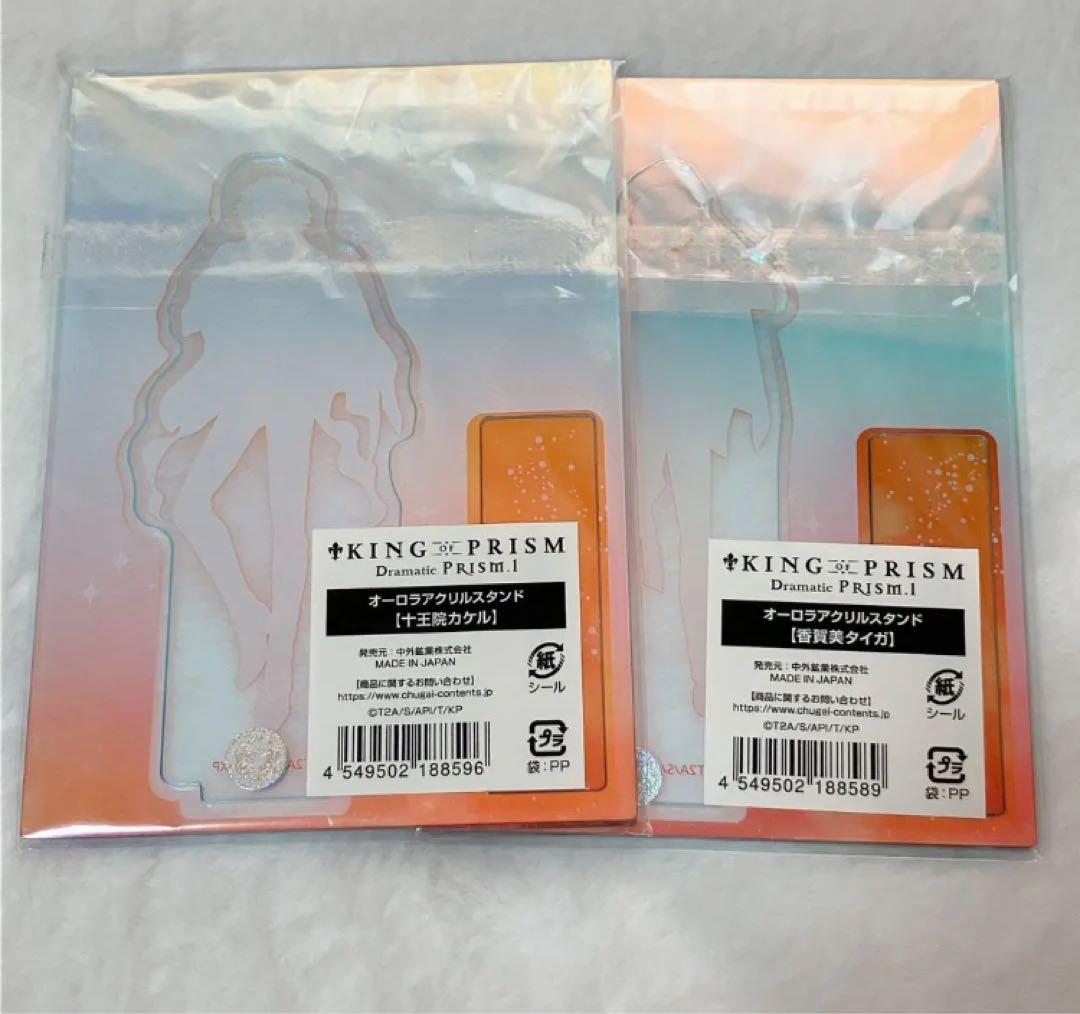 KING OF PRISM
Dramatic PRISM.1
オーロラアクリルスタンド
【十王院カケル】
発売元：中外鉱業株式会社
MADE IN JAPAN
【商品に関するお問い合わせ】
https://www.chugai-contents.jp
©T2A/S/API/T/KP
4 549502 188596
紙
シール
プラ
袋：PP
KING OF PRISM
Dramatic PRISM.1
オーロラアクリルスタンド
【香賀美タイガ】
発売元：中外鉱業株式会社
MADE IN JAPAN
【商品に関するお問い合わせ】
https://www.chugai-contents.jp
©T2A/S/API/T/KP
4 549502 188589
紙
シール
プラ
袋：PP